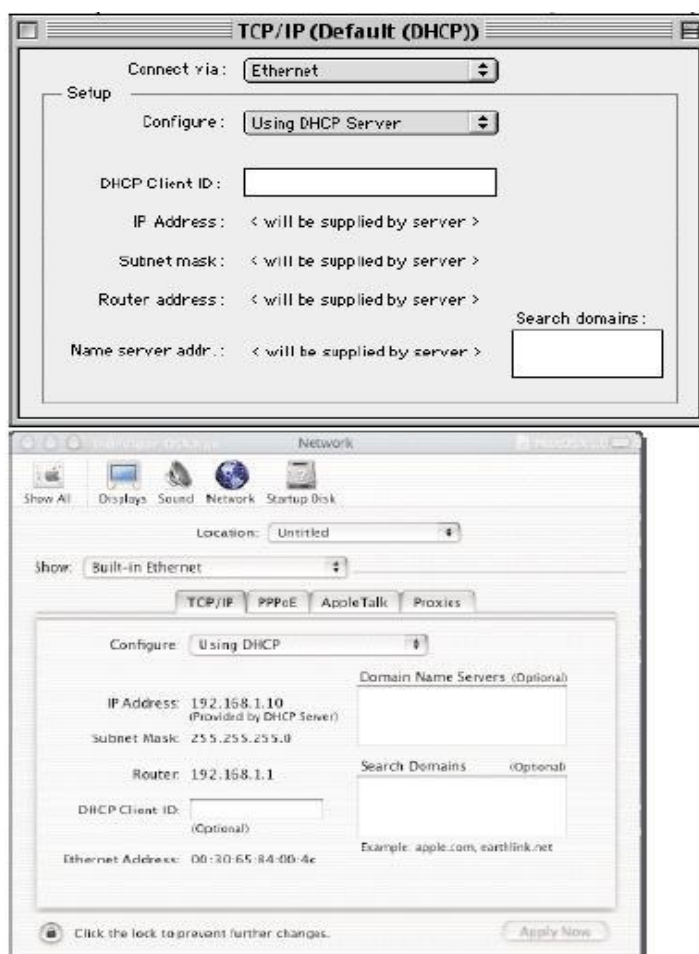 TCP/IP (Default (DHCP))
Connect via: Ethernet
Setup
Configure: Using DHCP Server
DHCP Client ID:
IP Address: < will be supplied by server >
Subnet mask: < will be supplied by server >
Router address: < will be supplied by server >
Search domains:
Name server addr.: < will be supplied by server >
Network
Show All Displays Sound Network Startup Disk
Location: Untitled
Show: Built-in Ethernet
TCP/IP PPPoE AppleTalk Proxies
Configure: Using DHCP
Domain Name Servers (Optional)
IP Address: 192.168.1.10
(Provided by DHCP Server)
Subnet Mask: 255.255.255.0
Router: 192.168.1.1
Search Domains (Optional)
DHCP Client ID:
(Optional)
Example: apple.com, earthlink.net
Ethernet Address: 00:30:65:84:00:4c
Click the lock to prevent further changes.
Apply Now